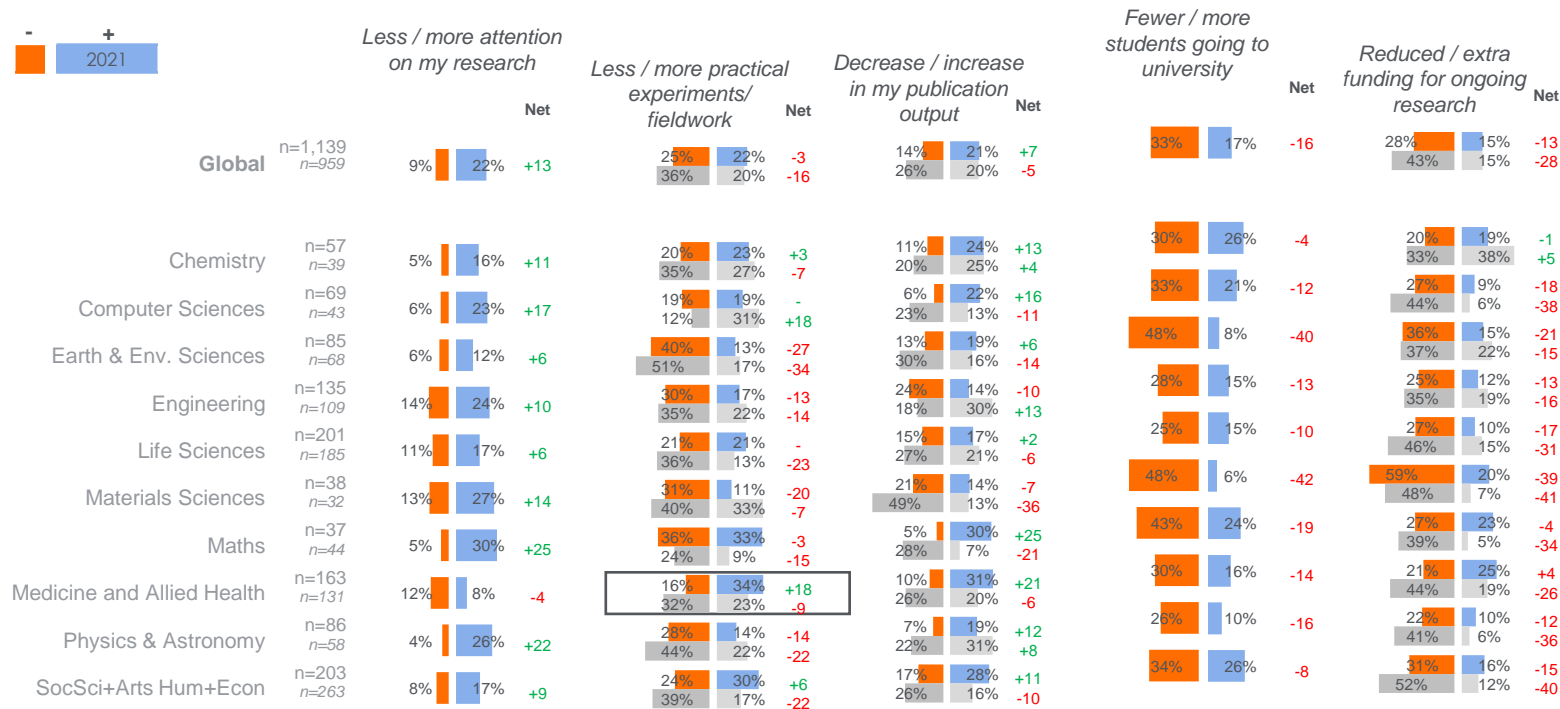 - +
2021
Less / more attention
on my research
Net
Less / more practical
experiments/
fieldwork
Net
Decrease / increase
in my publication
output
Net
Fewer / more
students going to
university
Net
Reduced / extra
funding for ongoing
research
Net
Global
n=1,139
n=959
9% 22% +13
25% 22% -3
36% 20% -16
14% 21% +7
26% 20% -5
33% 17% -16
28% 15% -13
43% 15% -28
Chemistry
n=57
n=39
5% 16% +11
20% 23% +3
35% 27% -7
11% 24% +13
20% 25% +4
30% 26% -4
20% 19% -1
33% 38% +5
Computer Sciences
n=69
n=43
6% 23% +17
19% 19% -
12% 31% +18
6% 22% +16
23% 13% -11
33% 21% -12
27% 9% -18
44% 6% -38
Earth & Env. Sciences
n=85
n=68
6% 12% +6
40% 13% -27
51% 17% -34
13% 19% +6
30% 16% -14
48% 8% -40
36% 15% -21
37% 22% -15
Engineering
n=135
n=109
14% 24% +10
30% 17% -13
35% 22% -14
24% 14% -10
18% 30% +13
28% 15% -13
25% 12% -13
35% 19% -16
Life Sciences
n=201
n=185
11% 17% +6
21% 21% -
36% 13% -23
15% 17% +2
27% 21% -6
25% 15% -10
27% 10% -17
46% 15% -31
Materials Sciences
n=38
n=32
13% 27% +14
31% 11% -20
40% 33% -7
21% 14% -7
49% 13% -36
48% 6% -42
59% 20% -39
48% 7% -41
Maths
n=37
n=44
5% 30% +25
36% 33% -3
24% 9% -15
5% 30% +25
28% 7% -21
43% 24% -19
27% 23% -4
39% 5% -34
Medicine and Allied Health
n=163
n=131
12% 8% -4
16% 34% +18
32% 23% -9
10% 31% +21
26% 20% -6
30% 16% -14
21% 25% +4
44% 19% -26
Physics & Astronomy
n=86
n=58
4% 26% +22
28% 14% -14
44% 22% -22
7% 19% +12
22% 31% +8
26% 10% -16
22% 10% -12
41% 6% -36
SocSci+Arts Hum+Econ
n=203
n=263
8% 17% +9
24% 30% +6
39% 17% -22
17% 28% +11
26% 16% -10
34% 26% -8
31% 16% -15
52% 12% -40